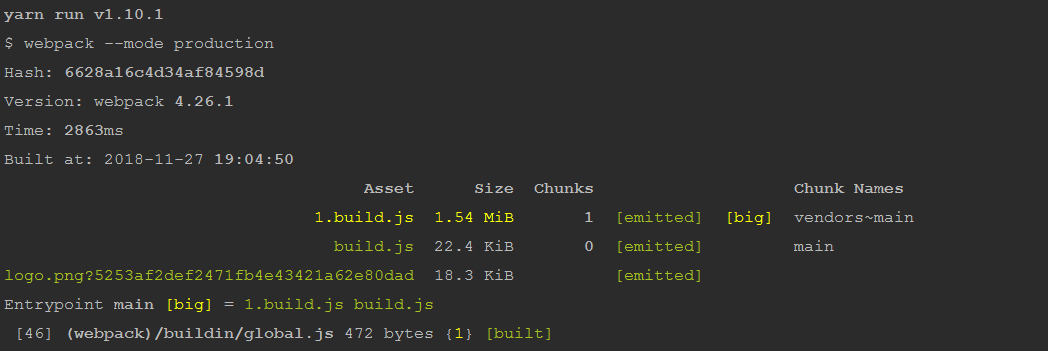 yarn run v1.10.1
$ webpack --mode production
Hash: 6628a16c4d34af84598d
Version: webpack 4.26.1
Time: 2863ms
Built at: 2018-11-27 19:04:50
Asset Size Chunks Chunk Names
1.build.js 1.54 MiB 1 [emitted] [big] vendors~main
build.js 22.4 KiB 0 [emitted] main
logo.png?5253af2def2471fb4e43421a62e80dad 18.3 KiB [emitted]
Entrypoint main [big] = 1.build.js build.js
[46] (webpack)/buildin/global.js 472 bytes {1} [built]